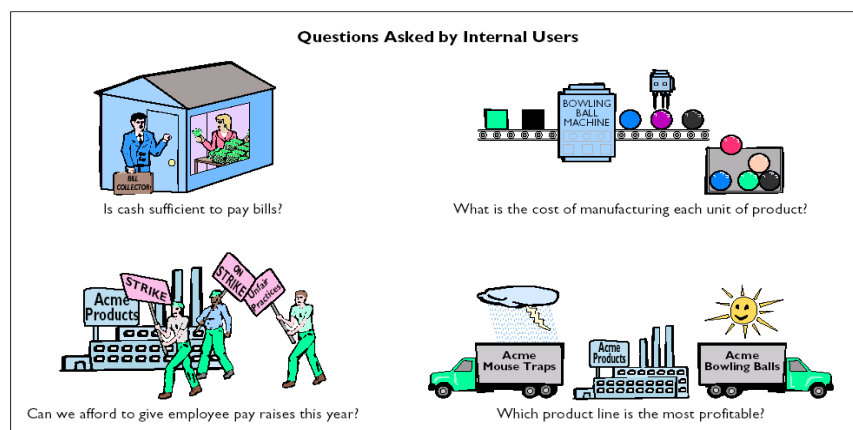 Questions Asked by Internal Users
BILL
COLLECTOR
Is cash sufficient to pay bills?
BOWLING
BALL
MACHINE
What is the cost of manufacturing each unit of product?
Acme
Products
STRIKE
ON
STRIKE
Unfair
Practices
Can we afford to give employee pay raises this year?
Acme
Mouse Traps
Acme
Products
Acme
Bowling Balls
Which product line is the most profitable?